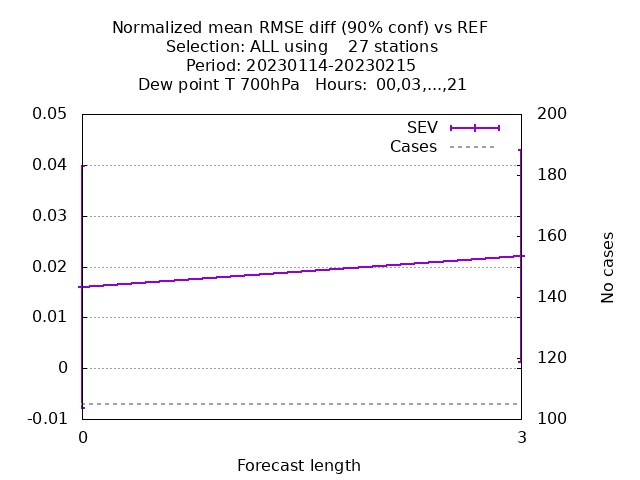 Normalized mean RMSE diff (90% conf) vs REF
Selection: ALL using    27 stations
Period: 20230114-20230215
Dew point T 700hPa   Hours:  00,03,...,21
0.05
0.04
0.03
0.02
0.01
0
-0.01
SEV
Cases
200
180
160
140
120
100
No cases
0
3
Forecast length